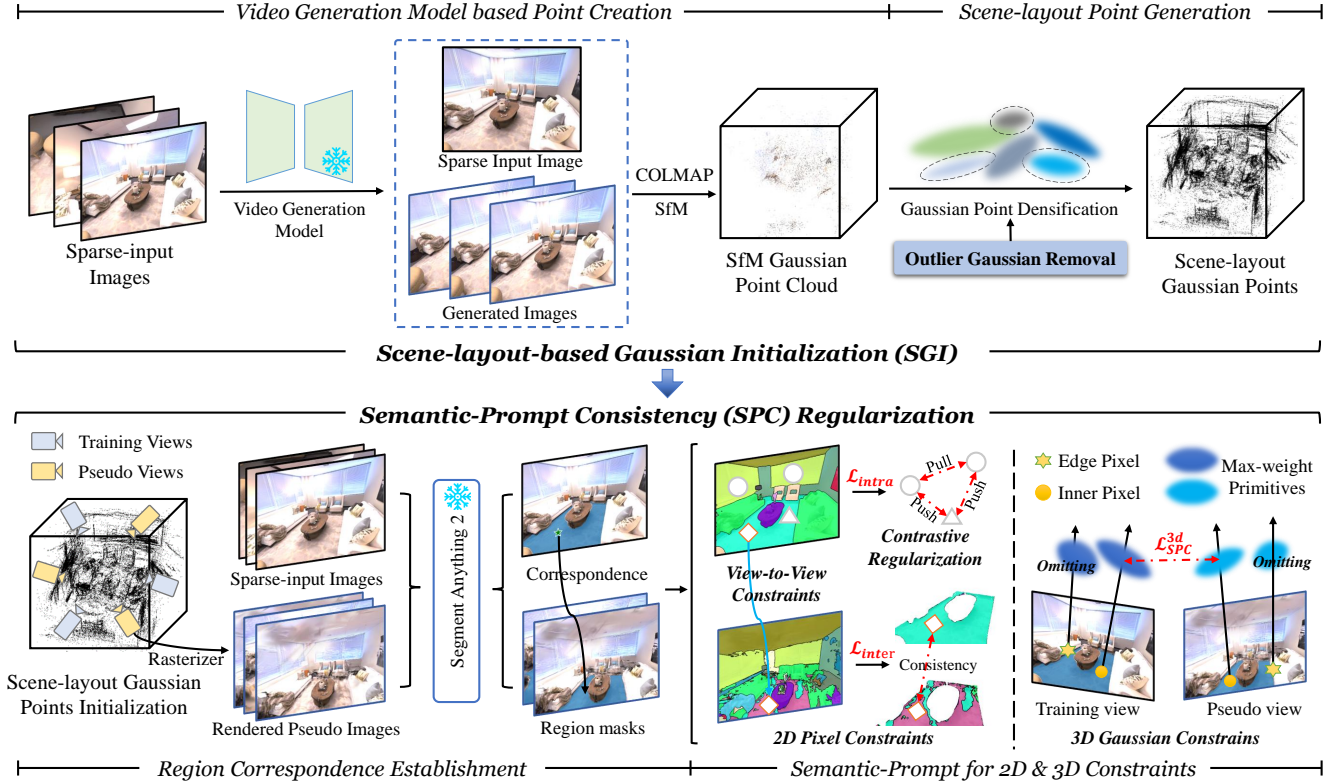 Video Generation Model based Point Creation
Scene-layout Point Generation
Sparse-input
Images
Video Generation
Model
Sparse Input Image
Generated Images
COLMAP
SfM
SfM Gaussian
Point Cloud
Gaussian Point Densification
Outlier Gaussian Removal
Scene-layout
Gaussian Points
Scene-layout-based Gaussian Initialization (SGI)
Semantic-Prompt Consistency (SPC) Regularization
Training Views
Pseudo Views
Rasterizer
Scene-layout Gaussian
Points Initialization
Sparse-input Images
Rendered Pseudo Images
Segment Anything 2
Correspondence
Region masks
View-to-View
Constraints
ℒintra
Pull
Push
Push
Contrastive
Regularization
ℒinter
Consistency
2D Pixel Constraints
Edge Pixel
Inner Pixel
Max-weight
Primitives
Omitting
ℒ3dSPC
Omitting
Training view
Pseudo view
3D Gaussian Constrains
Region Correspondence Establishment
Semantic-Prompt for 2D & 3D Constraints